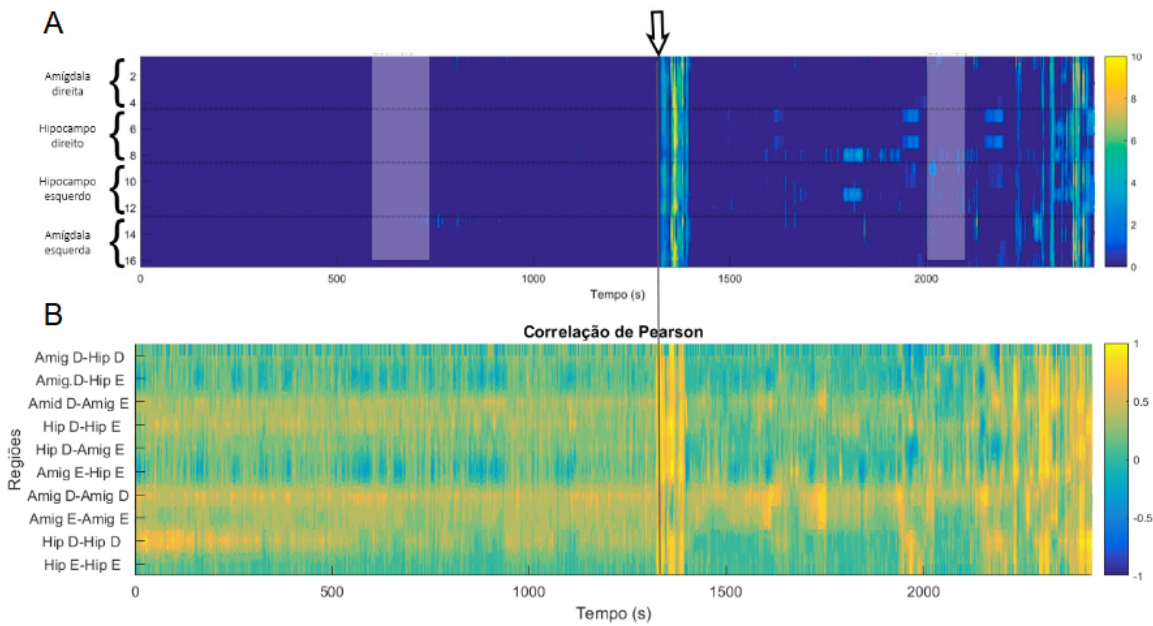 A
Amígdala
direita
Hipocampo
direito
Hipocampo
esquerdo
Amígdala
esquerda
2
4
6
8
10
12
14
16
0
500
1000
1500
2000
Tempo (s)
10
8
6
4
2
0
B
Correlação de Pearson
Regiões
Amig D-Hip D
Amig.D-Hip E
Amid D-Amig E
Hip D-Hip E
Hip D-Amig E
Amig E-Hip E
Amig D-Amig D
Amig E-Amig E
Hip D-Hip D
Hip E-Hip E
0
500
1000
1500
2000
Tempo (s)
1
0.5
0
-0.5
-1